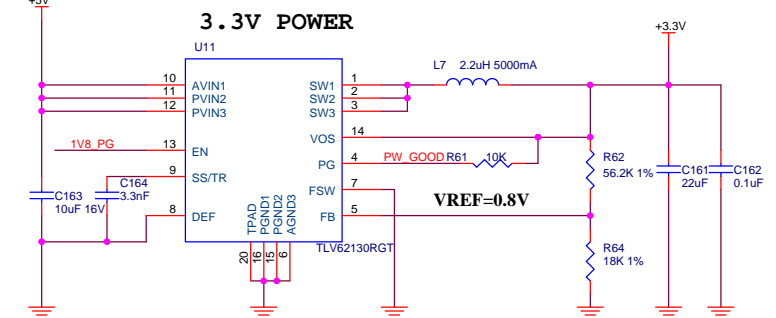 +5V
3.3V POWER
+3.3V
U11
L7 2.2uH 5000mA
10 AVIN1 SW1 1
11 PVIN2 SW2 2
12 PVIN3 SW3 3
VOS 14
1V8_PG 13 EN
PG 4 PW_GOOD R61 10K
R62
56.2K 1%
9 SS/TR
C164
3.3nF
FSW 7
C163
10uF 16V
C161
22uF
C162
0.1uF
8 DEF
FB 5
VREF=0.8V
TPAD PGND1 PGND2 AGND3
20 16 15 6
TLV62130RGT
R64
18K 1%